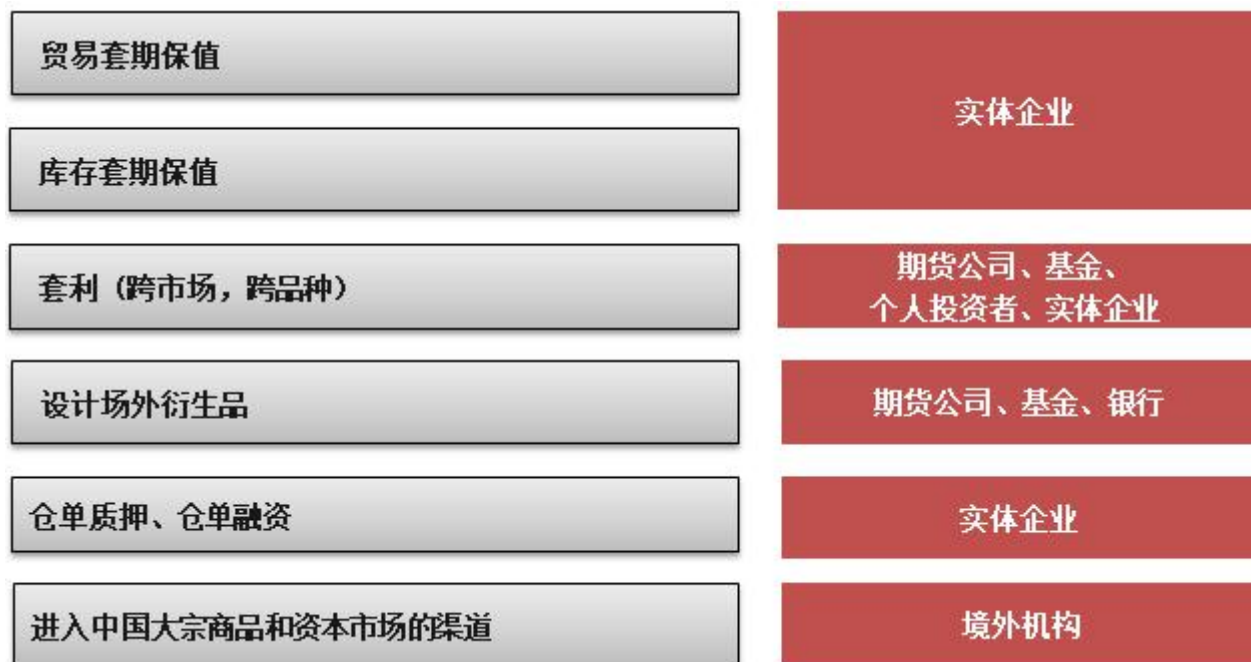 贸易套期保值
库存套期保值
实体企业
套利（跨市场，跨品种）
期货公司、基金、
个人投资者、实体企业
设计场外衍生品
期货公司、基金、银行
仓单质押、仓单融资
实体企业
进入中国大宗商品和资本市场的渠道
境外机构